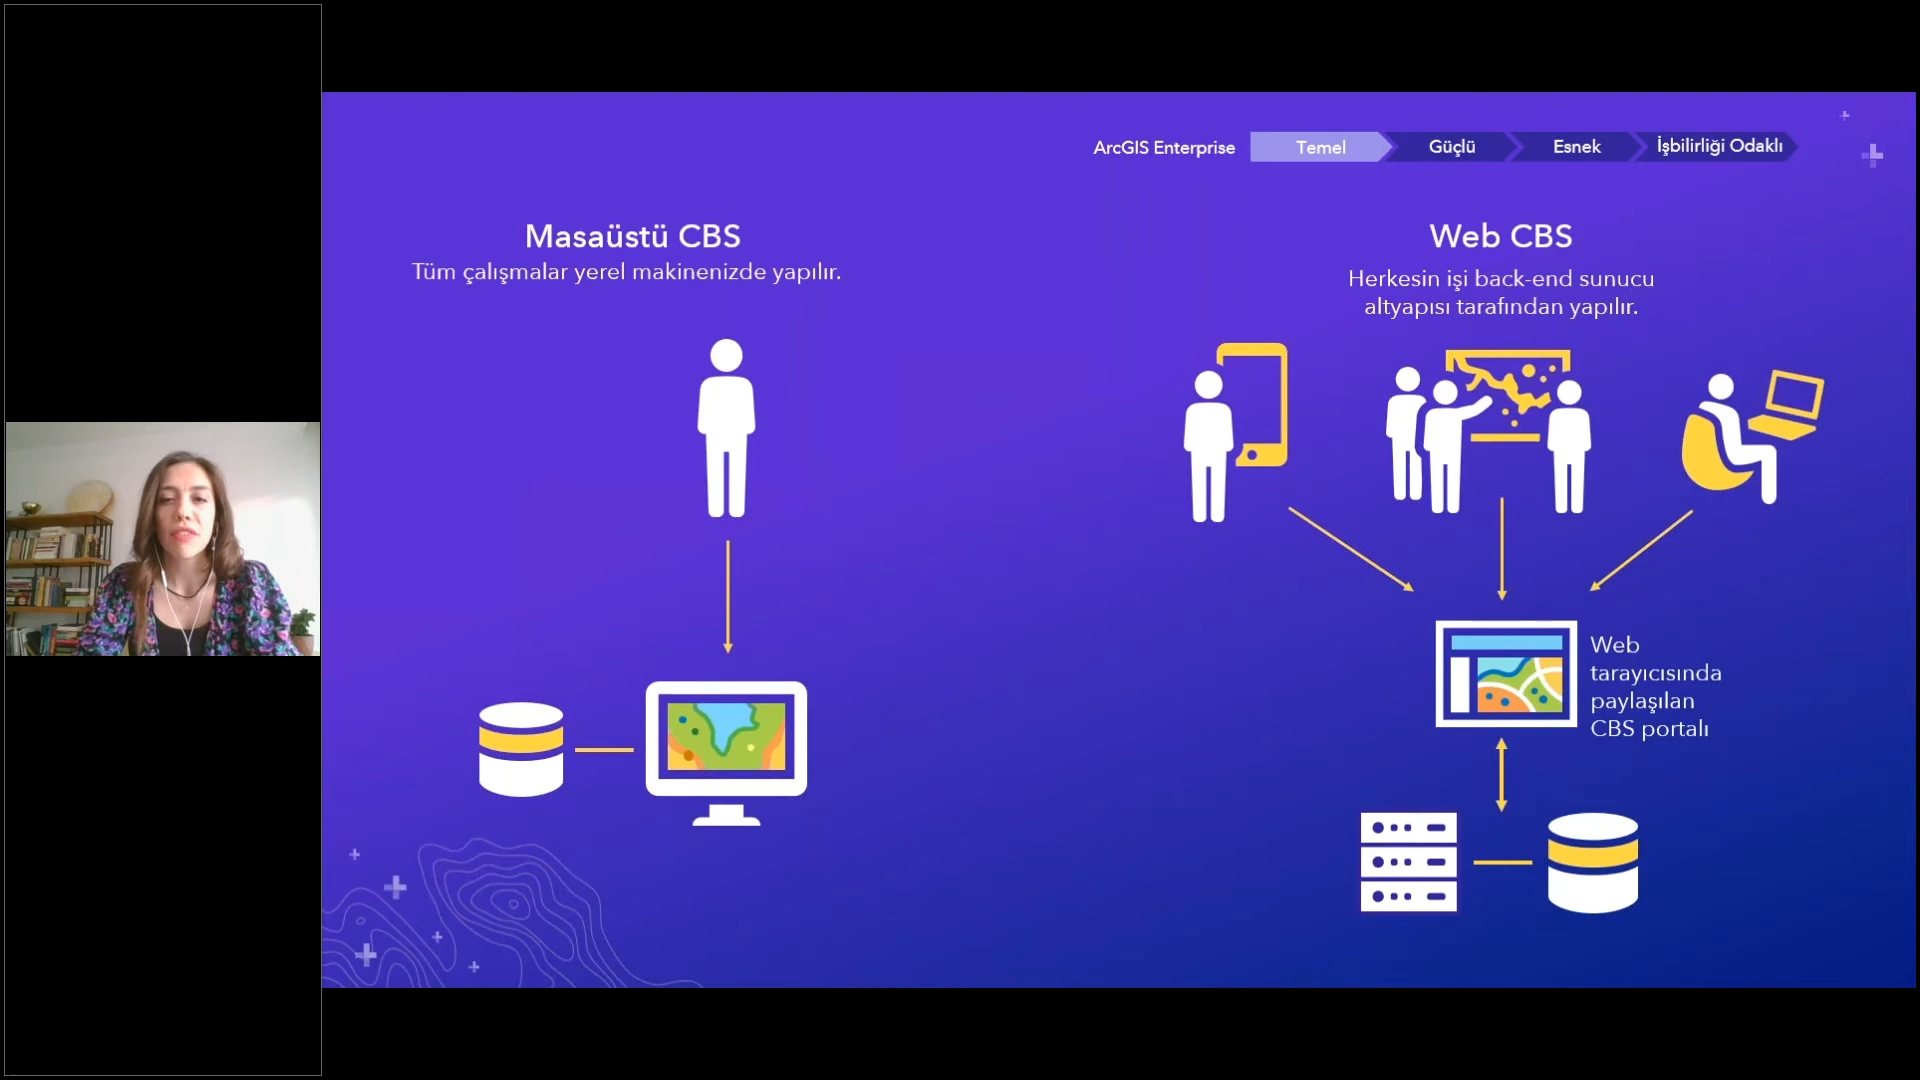 ArcGIS Enterprise
Temel
Güçlü
Esnek
İşbilirliği Odaklı
Masaüstü CBS
Tüm çalışmalar yerel makinenizde yapılır.
Web CBS
Herkesin işi back-end sunucu
altyapısı tarafından yapılır.
Web
tarayıcısında
paylaşılan
CBS portalı